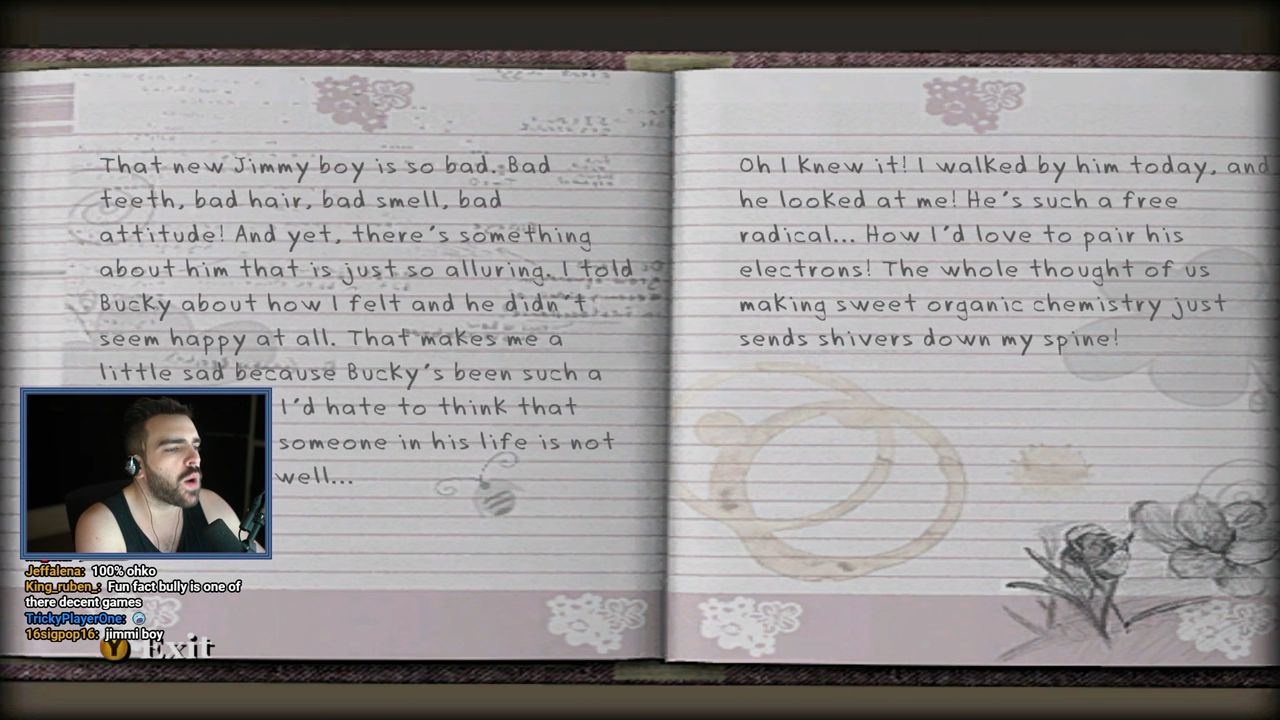 That new Jimmy boy is so bad. Bad
teeth, bad hair, bad smell, bad
attitude! And yet, there's something
about him that is just so alluring. I told
Bucky about how I felt and he didn't
seem happy at all. That makes me a
little sad because Bucky's been such a
I'd hate to think that
someone in his life is not
well...
Oh I knew it! I walked by him today, and
he looked at me! He's such a free
radical... How I'd love to pair his
electrons! The whole thought of us
making sweet organic chemistry just
sends shivers down my spine!
Jeffalena: 100% ohko
King_ruben_: Fun fact bully is one of
there decent games
TrickyPlayerOne:
16sigpop16: jimmi boy
Y Exit